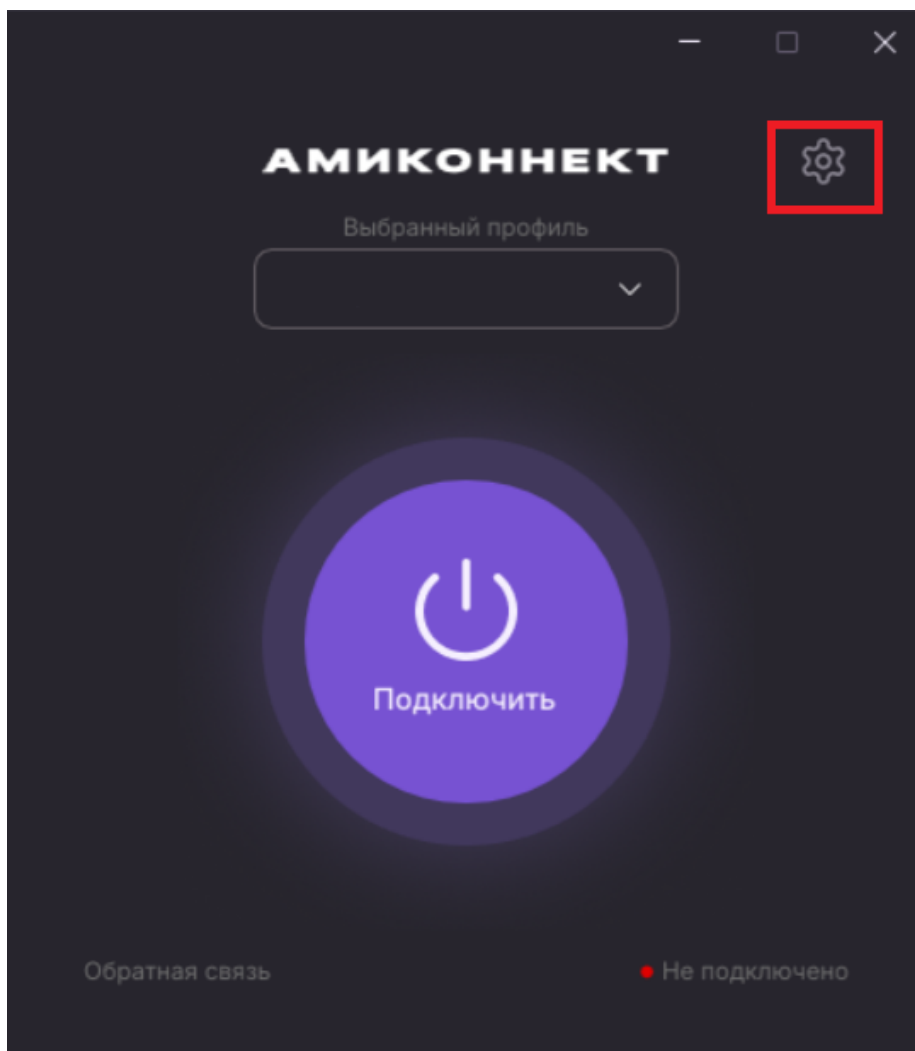 АМИКОННЕКТ
Выбранный профиль
Подключить
Обратная связь
Не подключено